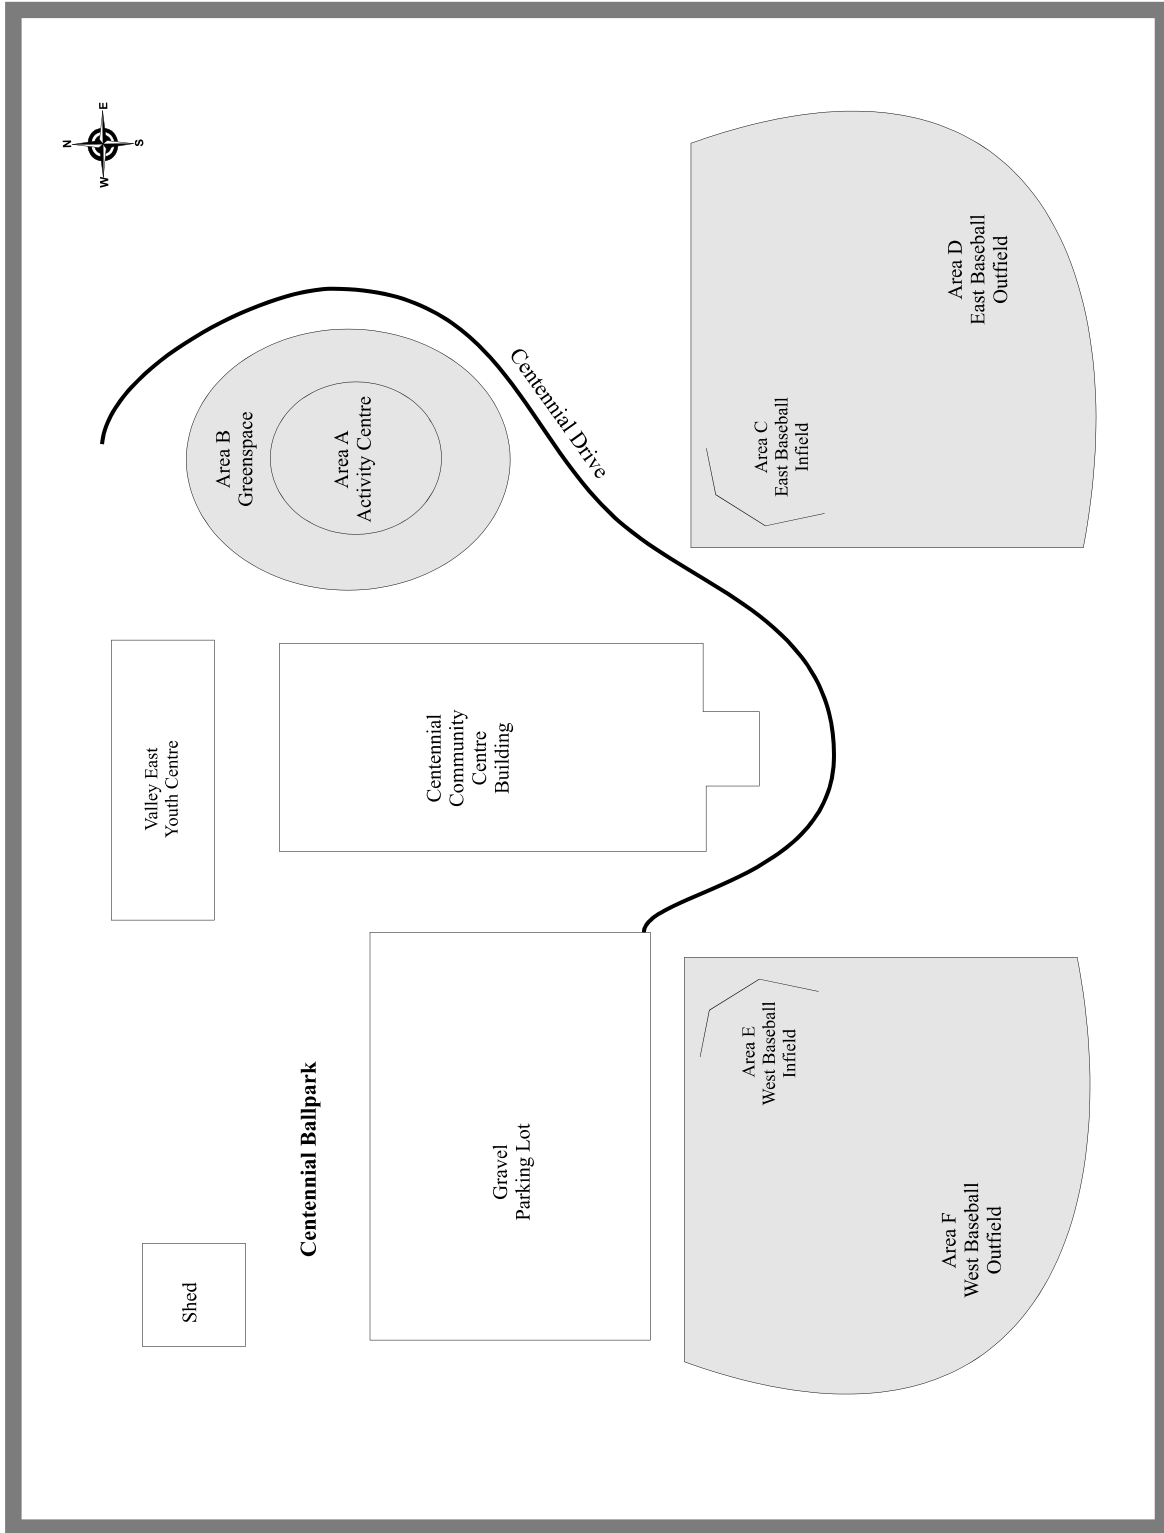 N
E
S
W
Area B
Greenspace
Area A
Activity Centre
Centennial Drive
Area C
East Baseball
Infield
Area D
East Baseball
Outfield
Valley East
Youth Centre
Centennial
Community
Centre
Building
Shed
Centennial Ballpark
Gravel
Parking Lot
Area E
West Baseball
Infield
Area F
West Baseball
Outfield